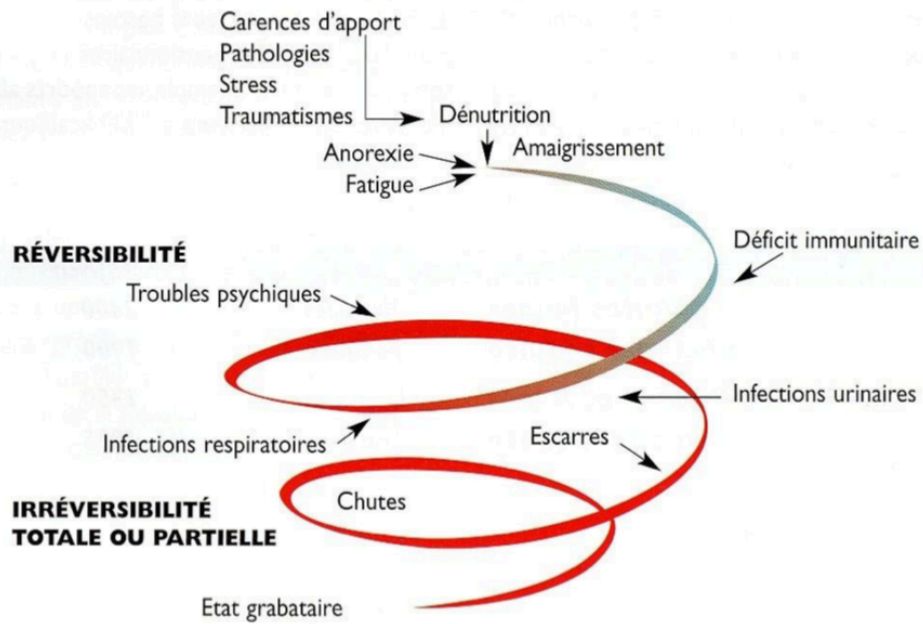 Carences d'apport
Pathologies
Stress
Traumatismes
Dénutrition
Anorexie
Amaigrissement
Fatigue
Déficit immunitaire
RÉVERSIBILITÉ
Troubles psychiques
Infections urinaires
Infections respiratoires
Escarres
Chutes
IRRÉVERSIBILITÉ
TOTALE OU PARTIELLE
Etat grabataire